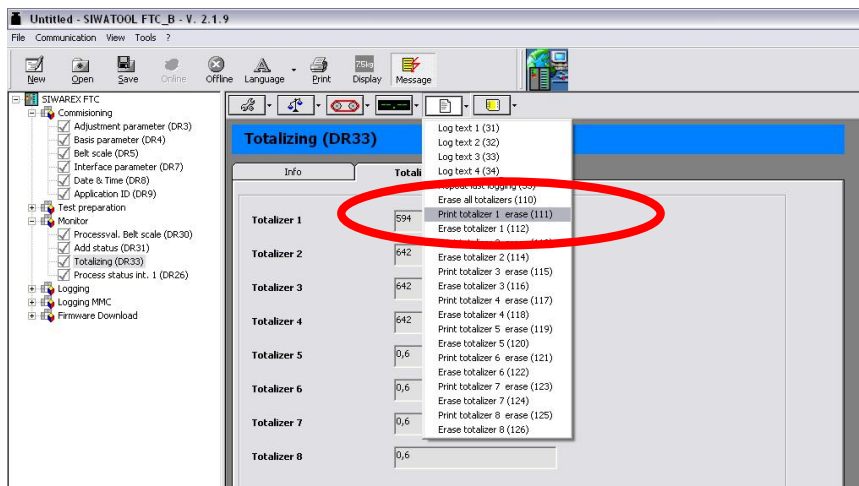 Untitled - SIWATOOL FTC_B - V. 2.1.9
File Communication View Tools ?
New Open Save Online Offline Language Print Display Message
75kg
SIWAREX FTC
Commisioning
Adjustment parameter (DR3)
Basis parameter (DR4)
Belt scale (DR5)
Interface parameter (DR7)
Date & Time (DR8)
Application ID (DR9)
Test preparation
Monitor
Processval. Belt scale (DR30)
Add status (DR31)
Totalizing (DR33)
Process status int. 1 (DR26)
Logging
Logging MMC
Firmware Download
Totalizing (DR33)
Info Totali
Totalizer 1 594
Totalizer 2 642
Totalizer 3 642
Totalizer 4 642
Totalizer 5 0,6
Totalizer 6 0,6
Totalizer 7 0,6
Totalizer 8 0,6
Log text 1 (31)
Log text 2 (32)
Log text 3 (33)
Log text 4 (34)
Repeat last logging (35)
Erase all totalizers (110)
Print totalizer 1 erase (111)
Erase totalizer 1 (112)
Erase totalizer 2 (114)
Print totalizer 3 erase (115)
Erase totalizer 3 (116)
Print totalizer 4 erase (117)
Erase totalizer 4 (118)
Print totalizer 5 erase (119)
Erase totalizer 5 (120)
Print totalizer 6 erase (121)
Erase totalizer 6 (122)
Print totalizer 7 erase (123)
Erase totalizer 7 (124)
Print totalizer 8 erase (125)
Erase totalizer 8 (126)